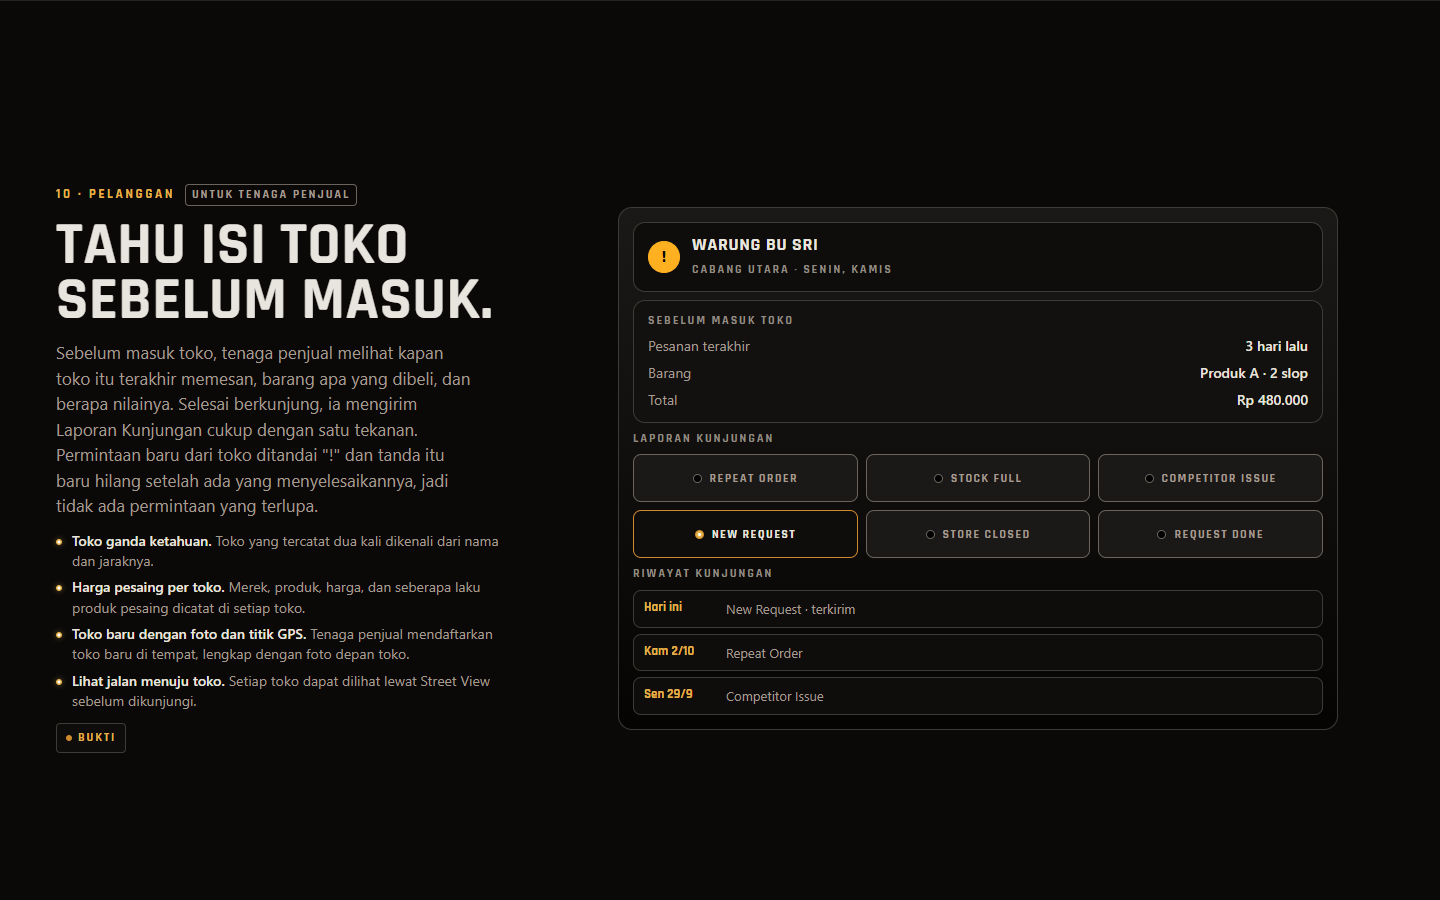 10 · PELANGGAN UNTUK TENAGA PENJUAL
TAHU ISI TOKO
SEBELUM MASUK.
Sebelum masuk toko, tenaga penjual melihat kapan
toko itu terakhir memesan, barang apa yang dibeli, dan
berapa nilainya. Selesai berkunjung, ia mengirim
Laporan Kunjungan cukup dengan satu tekanan.
Permintaan baru dari toko ditandai "!" dan tanda itu
baru hilang setelah ada yang menyelesaikannya, jadi
tidak ada permintaan yang terlupa.
Toko ganda ketahuan. Toko yang tercatat dua kali dikenali dari nama
dan jaraknya.
Harga pesaing per toko. Merek, produk, harga, dan seberapa laku
produk pesaing dicatat di setiap toko.
Toko baru dengan foto dan titik GPS. Tenaga penjual mendaftarkan
toko baru di tempat, lengkap dengan foto depan toko.
Lihat jalan menuju toko. Setiap toko dapat dilihat lewat Street View
sebelum dikunjungi.
BUKTI
!
WARUNG BU SRI
CABANG UTARA · SENIN, KAMIS
SEBELUM MASUK TOKO
Pesanan terakhir 3 hari lalu
Barang Produk A · 2 slop
Total Rp 480.000
LAPORAN KUNJUNGAN
REPEAT ORDER STOCK FULL COMPETITOR ISSUE
NEW REQUEST STORE CLOSED REQUEST DONE
RIWAYAT KUNJUNGAN
Hari ini New Request · terkirim
Kam 2/10 Repeat Order
Sen 29/9 Competitor Issue